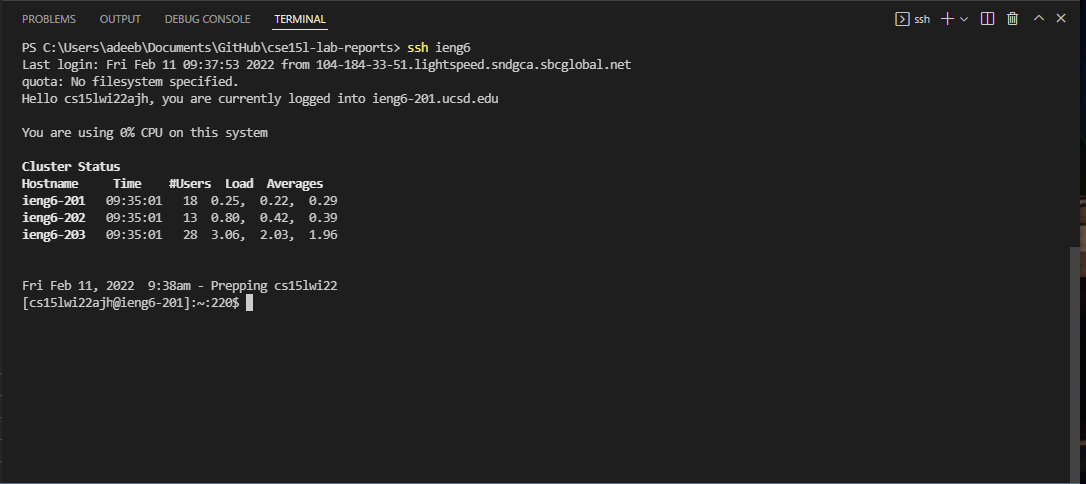 PROBLEMS OUTPUT DEBUG CONSOLE TERMINAL ssh
PS C:\Users\adeeb\Documents\GitHub\cse15l-lab-reports> ssh ieng6
Last login: Fri Feb 11 09:37:53 2022 from 104-184-33-51.lightspeed.sndgca.sbcglobal.net
quota: No filesystem specified.
Hello cs15lwi22ajh, you are currently logged into ieng6-201.ucsd.edu
You are using 0% CPU on this system
Cluster Status
Hostname Time #Users Load Averages
ieng6-201 09:35:01 18 0.25, 0.22, 0.29
ieng6-202 09:35:01 13 0.80, 0.42, 0.39
ieng6-203 09:35:01 28 3.06, 2.03, 1.96
Fri Feb 11, 2022 9:38am - Prepping cs15lwi22
[cs15lwi22ajh@ieng6-201]:~:220$